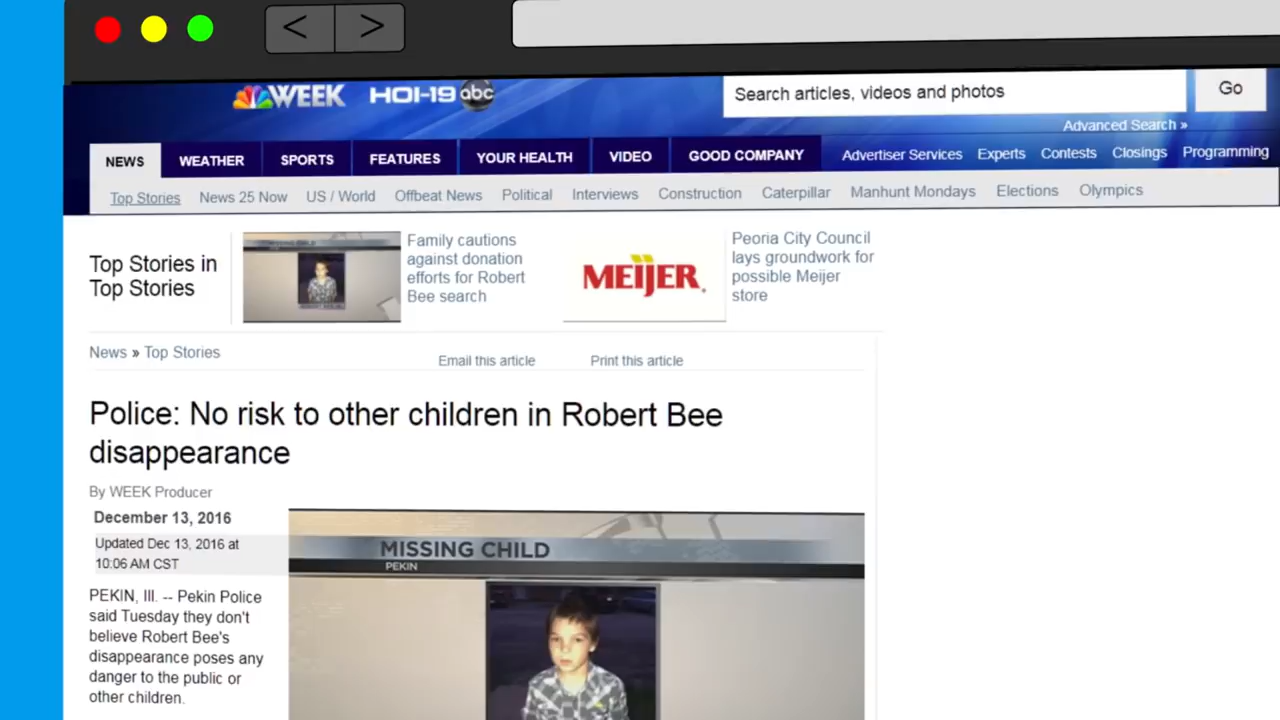 < >
WEEK HOI-19 abc
Search articles, videos and photos
Go
Advanced Search »
NEWS WEATHER SPORTS FEATURES YOUR HEALTH VIDEO GOOD COMPANY Advertiser Services Experts Contests Closings Programming
Top Stories News 25 Now US / World Offbeat News Political Interviews Construction Caterpillar Manhunt Mondays Elections Olympics
Top Stories in
Top Stories
MISSING CHILD
Family cautions
against donation
efforts for Robert
Bee search
MEIJER
Peoria City Council
lays groundwork for
possible Meijer
store
News » Top Stories
Email this article
Print this article
Police: No risk to other children in Robert Bee
disappearance
By WEEK Producer
December 13, 2016
Updated Dec 13, 2016 at
10:06 AM CST
PEKIN, Ill. -- Pekin Police
said Tuesday they don't
believe Robert Bee's
disappearance poses any
danger to the public or
other children.
MISSING CHILD
PEKIN